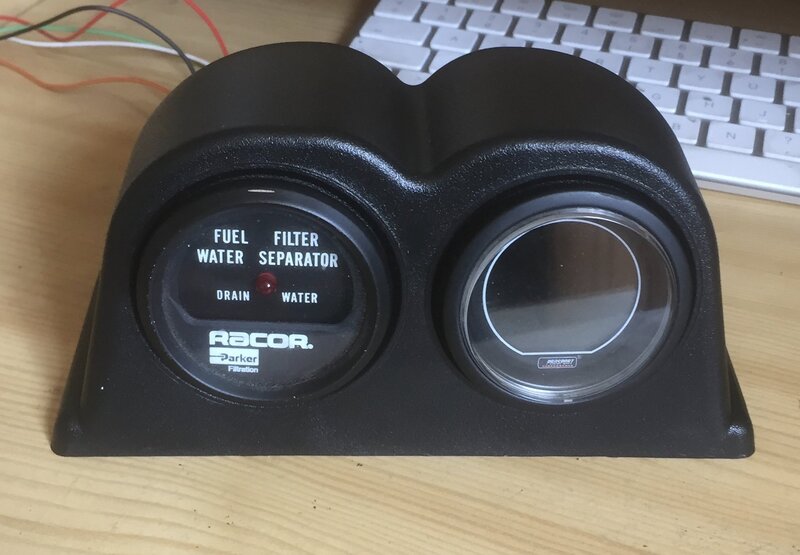 FUEL FILTER
WATER SEPARATOR
DRAIN WATER
RACOR.
Parker
Filtration